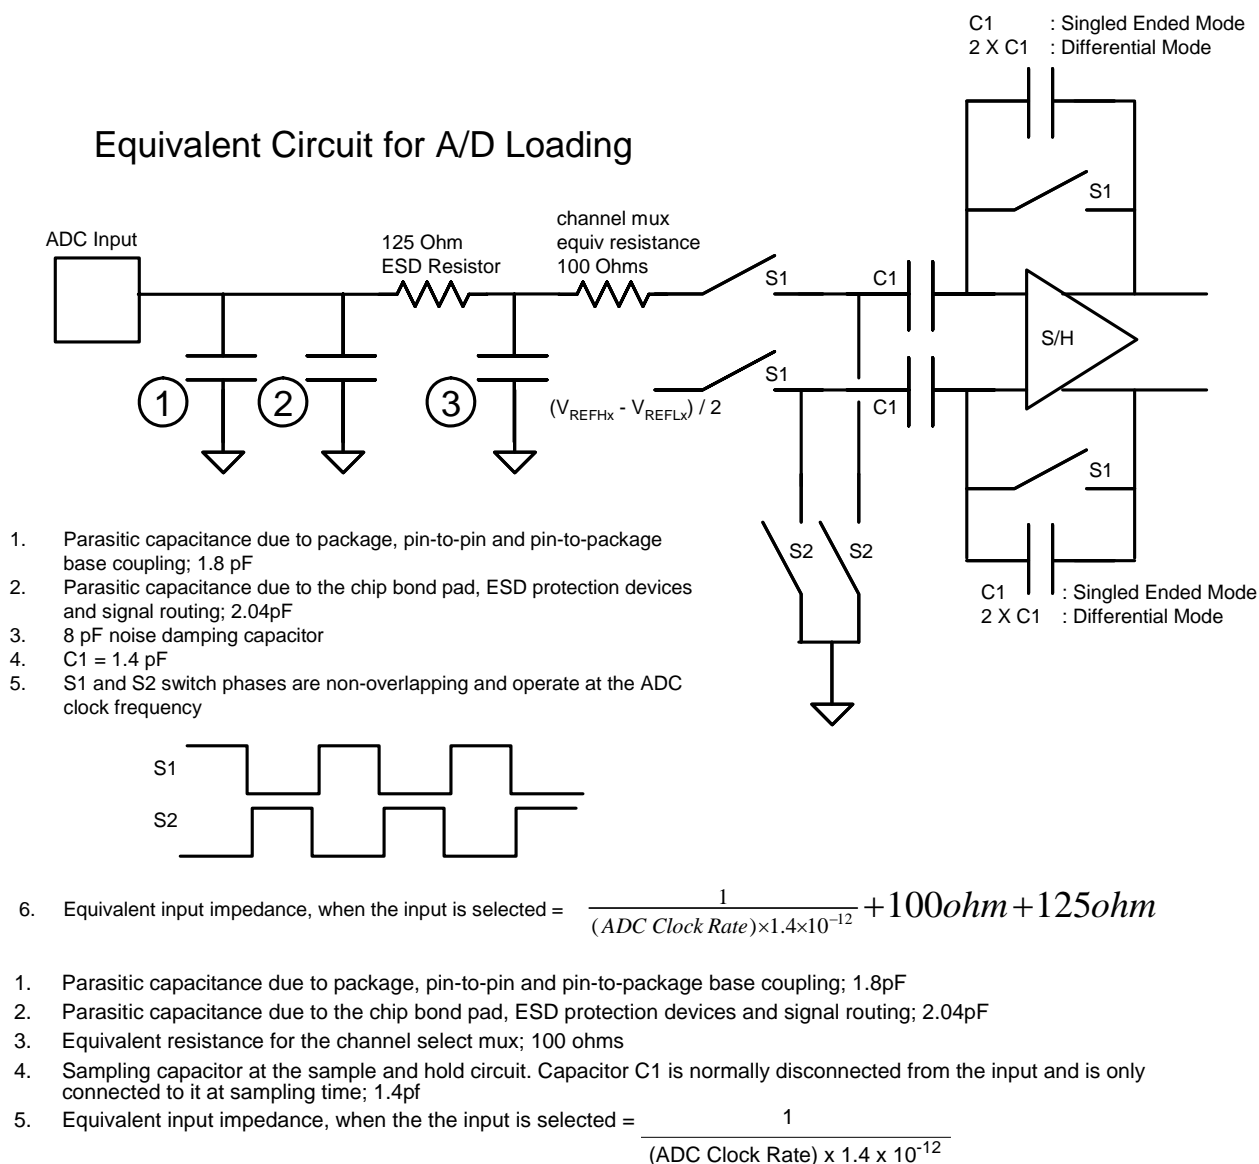 C1 : Singled Ended Mode
2 X C1 : Differential Mode
Equivalent Circuit for A/D Loading
S1
ADC Input
125 Ohm
ESD Resistor
channel mux
equiv resistance
100 Ohms
S1
C1
S/H
1
2
3
S1
(VREFHx - VREFLx) / 2
C1
S1
S2
S2
C1 : Singled Ended Mode
2 X C1 : Differential Mode
1. Parasitic capacitance due to package, pin-to-pin and pin-to-package
base coupling; 1.8 pF
2. Parasitic capacitance due to the chip bond pad, ESD protection devices
and signal routing; 2.04pF
3. 8 pF noise damping capacitor
4. C1 = 1.4 pF
5. S1 and S2 switch phases are non-overlapping and operate at the ADC
clock frequency
S1
S2
6. Equivalent input impedance, when the input is selected = 1 / (ADC Clock Rate)×1.4×10^-12 +100ohm+125ohm
1. Parasitic capacitance due to package, pin-to-pin and pin-to-package base coupling; 1.8pF
2. Parasitic capacitance due to the chip bond pad, ESD protection devices and signal routing; 2.04pF
3. Equivalent resistance for the channel select mux; 100 ohms
4. Sampling capacitor at the sample and hold circuit. Capacitor C1 is normally disconnected from the input and is only
connected to it at sampling time; 1.4pf
5. Equivalent input impedance, when the the input is selected = 1
(ADC Clock Rate) x 1.4 x 10^-12